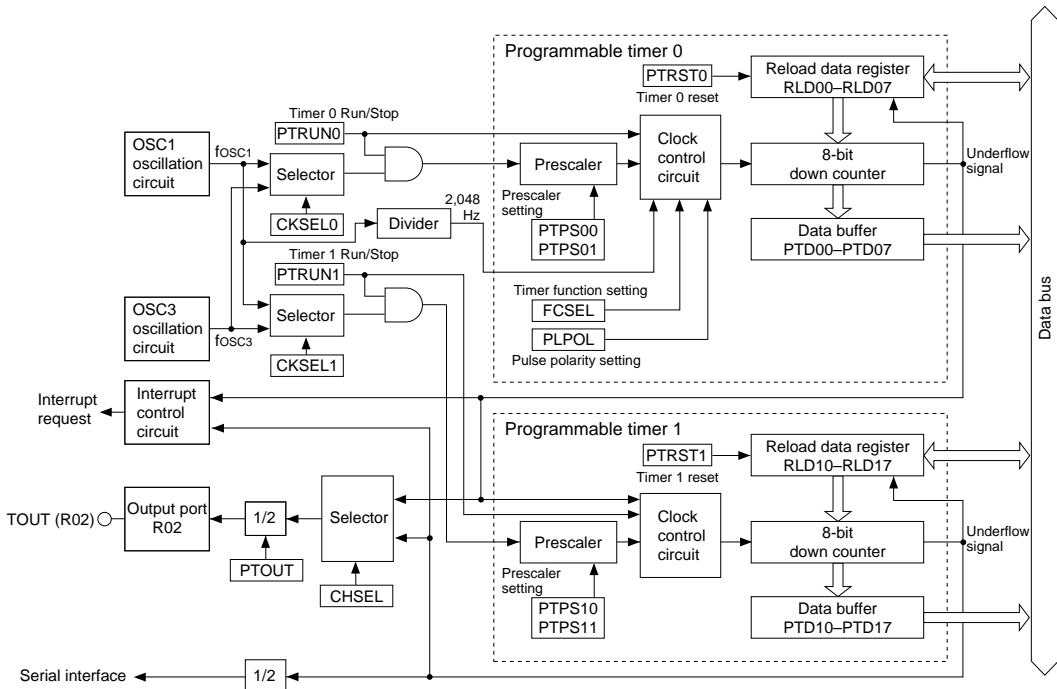 Programmable timer 0
PTRST0
Timer 0 reset
Reload data register
RLD00–RLD07
Timer 0 Run/Stop
PTRUN0
OSC1
oscillation
circuit
fOSC1
Selector
CKSEL0
Prescaler
Prescaler
setting
PTPS00
PTPS01
Clock
control
circuit
8-bit
down counter
Underflow
signal
2,048
Hz
Divider
Data buffer
PTD00–PTD07
Timer 1 Run/Stop
PTRUN1
OSC3
oscillation
circuit
fOSC3
Selector
CKSEL1
Timer function setting
FCSEL
PLPOL
Pulse polarity setting
Data bus
Interrupt
request
Interrupt
control
circuit
Programmable timer 1
PTRST1
Timer 1 reset
Reload data register
RLD10–RLD17
TOUT (R02)
Output port
R02
1/2
PTOUT
Selector
CHSEL
Prescaler
Prescaler
setting
PTPS10
PTPS11
Clock
control
circuit
8-bit
down counter
Underflow
signal
Data buffer
PTD10–PTD17
Serial interface
1/2